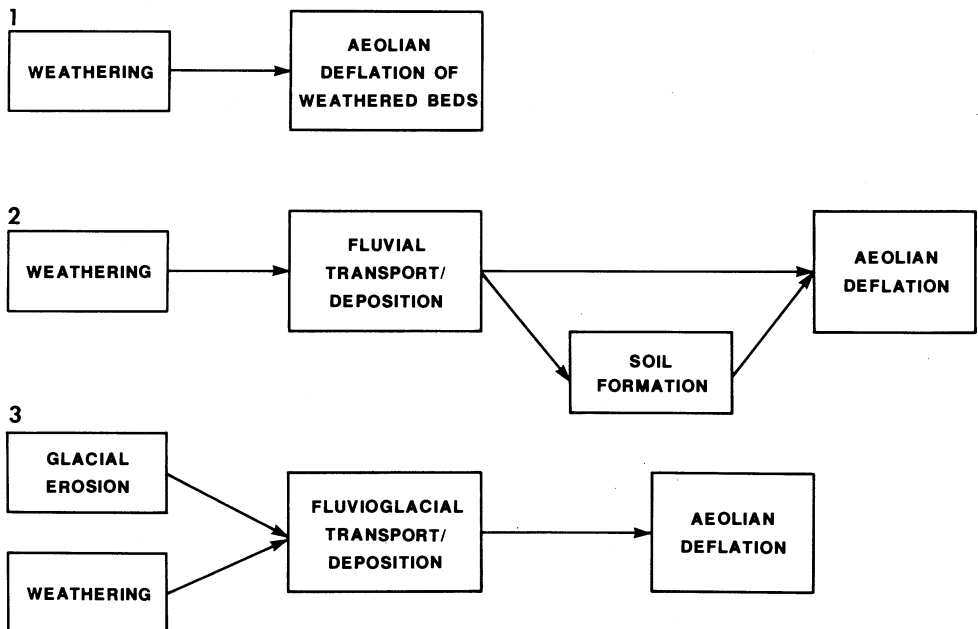 1
WEATHERING
AEOLIAN
DEFLATION OF
WEATHERED BEDS
2
WEATHERING
FLUVIAL
TRANSPORT/
DEPOSITION
SOIL
FORMATION
AEOLIAN
DEFLATION
3
GLACIAL
EROSION
WEATHERING
FLUVIOGLACIAL
TRANSPORT/
DEPOSITION
AEOLIAN
DEFLATION